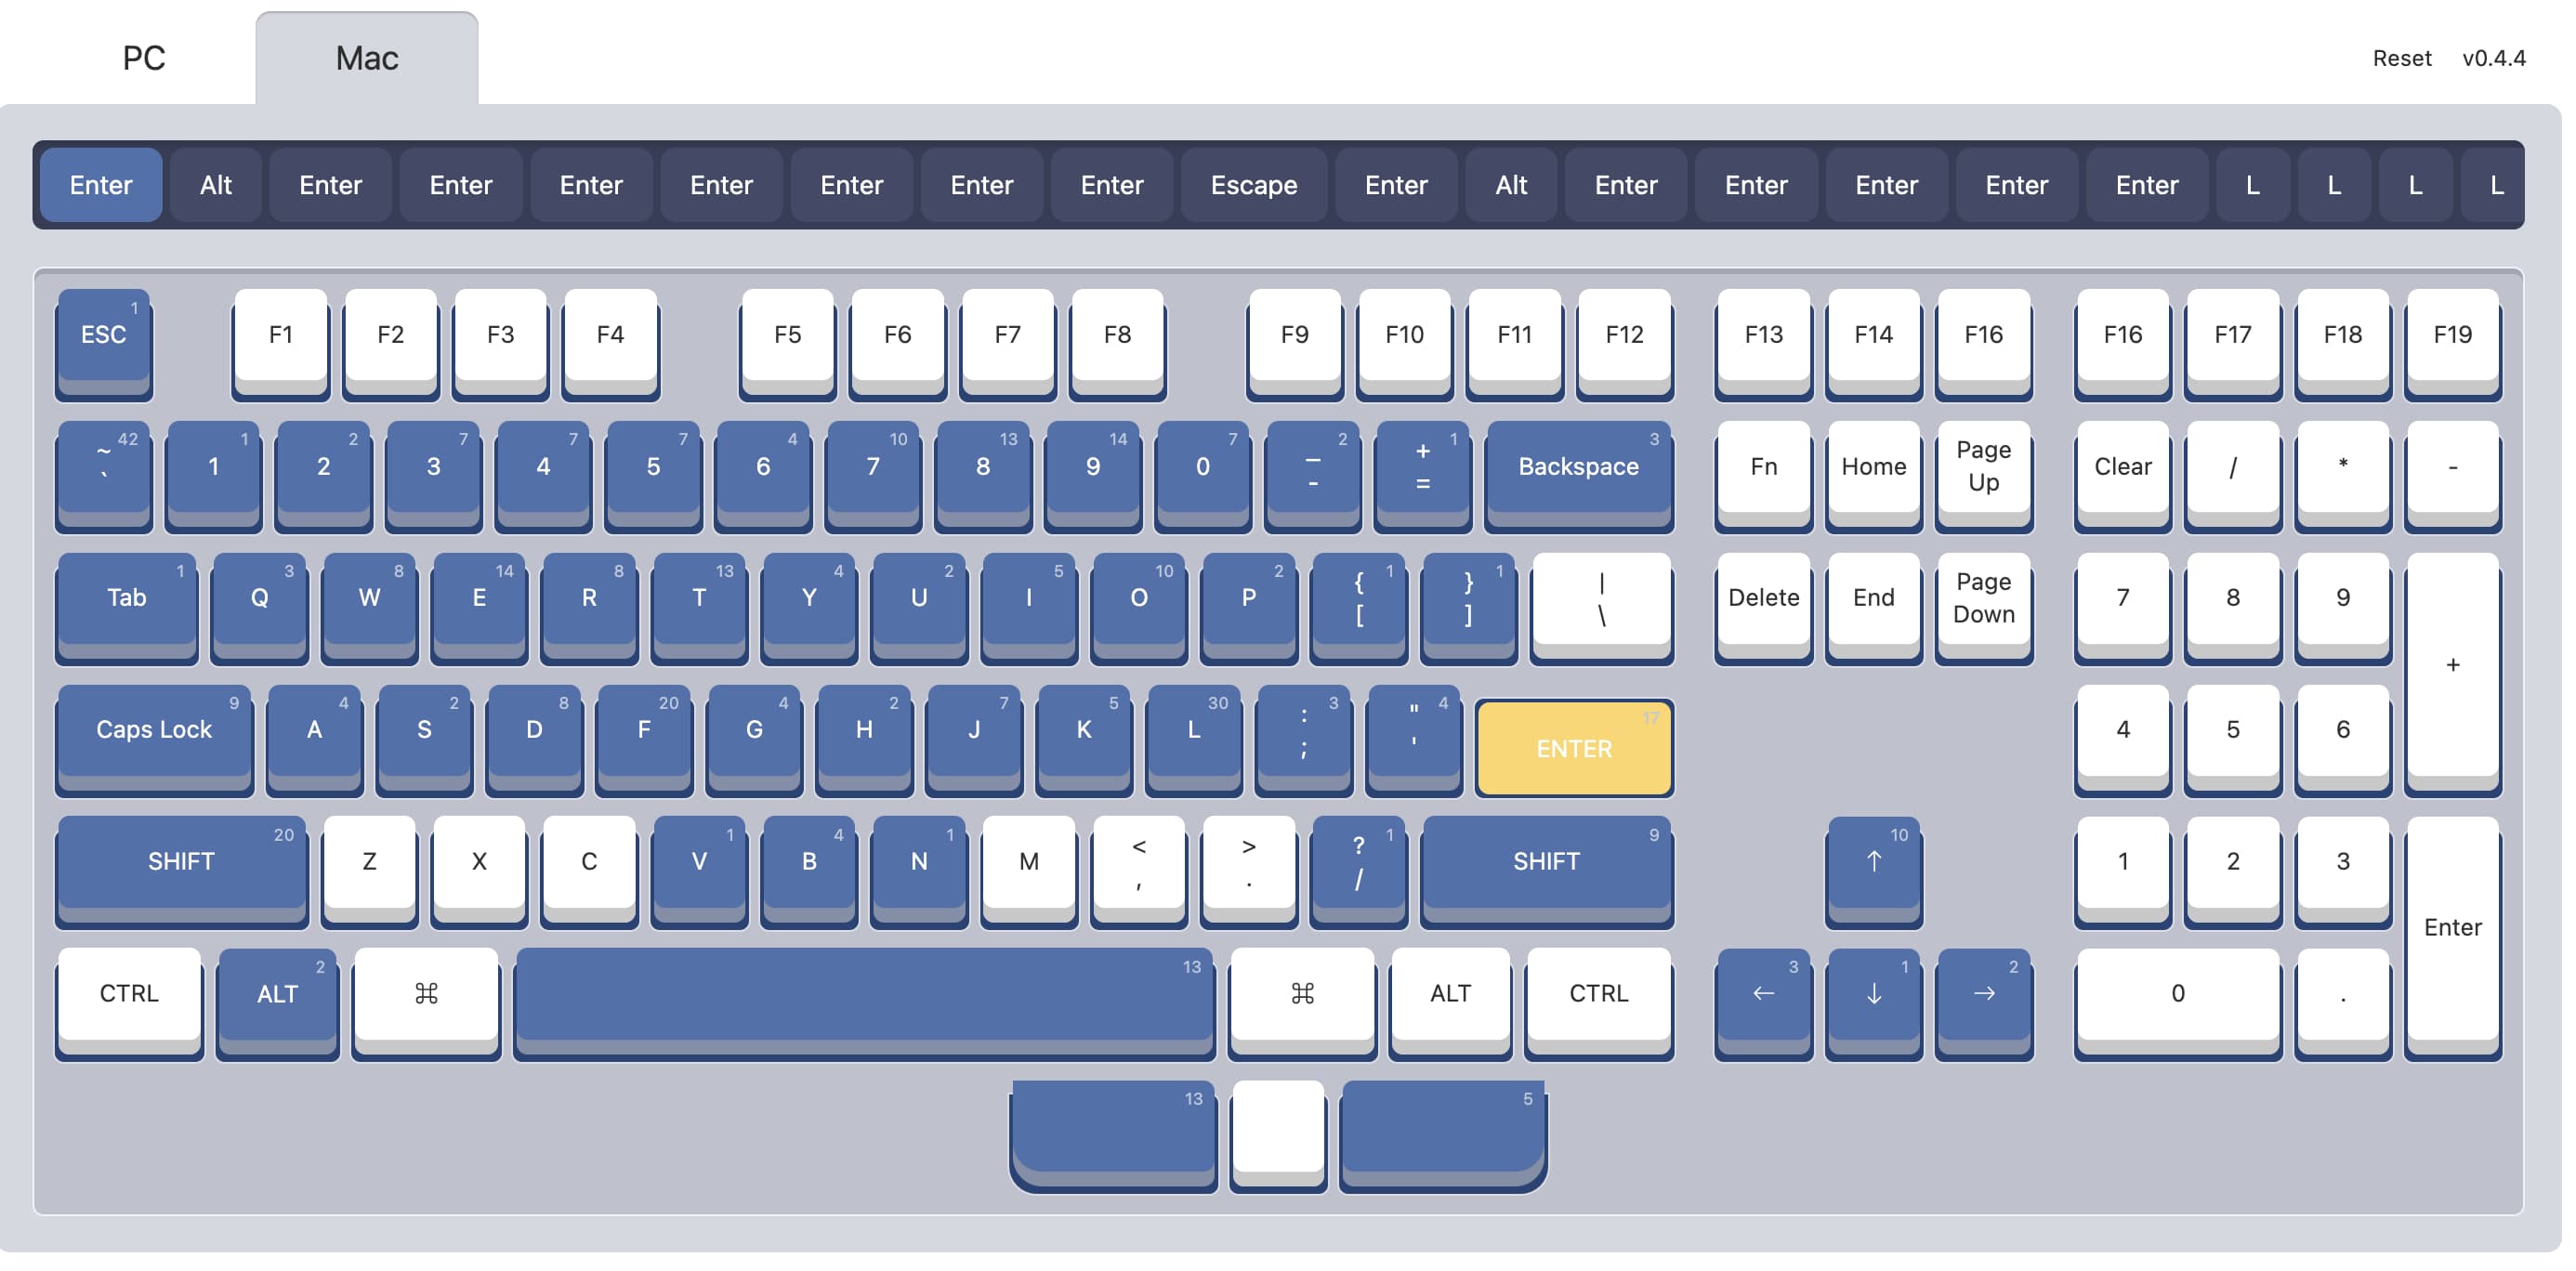 PC Mac Reset v0.4.4
Enter Alt Enter Enter Enter Enter Enter Enter Enter Escape Enter Alt Enter Enter Enter Enter Enter L L L L
ESC 1 F1 F2 F3 F4 F5 F6 F7 F8 F9 F10 F11 F12 F13 F14 F16 F16 F17 F18 F19
~ ` 42 1 1 2 2 3 7 4 7 5 7 6 4 7 10 8 13 9 14 0 7 _ - 2 + = 1 Backspace 3 Fn Home Page Up Clear / * -
Tab 1 Q 3 W 8 E 14 R 8 T 13 Y 4 U 2 I 5 O 10 P 2 { [ 1 } ] 1 | \ Delete End Page Down 7 8 9 +
Caps Lock 9 A 4 S 2 D 8 F 20 G 4 H 2 J 7 K 5 L 30 : ; 3 " ' 4 ENTER 17 4 5 6
SHIFT 20 Z X C V 1 B 4 N 1 M < , > . ? / 1 SHIFT 9 ↑ 10 1 2 3 Enter
CTRL ALT 2 ⌘ 13 ⌘ ALT CTRL ← 3 ↓ 1 → 2 0 .
13 5